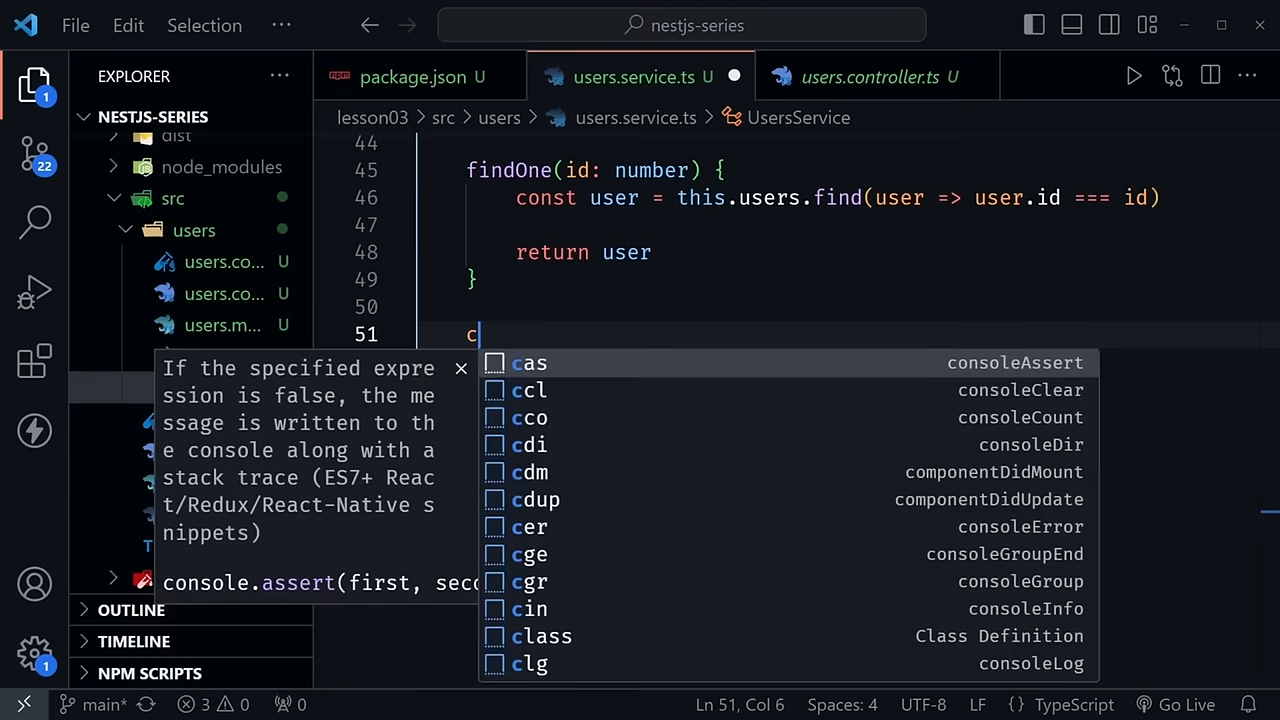 File Edit Selection ··· nestjs-series
EXPLORER ···
package.json U
users.service.ts U
users.controller.ts U
NESTJS-SERIES
lesson03 > src > users > users.service.ts > UsersService
dist
node_modules
src
users
users.co... U
users.co... U
users.m... U
44
45 findOne(id: number) {
46 const user = this.users.find(user => user.id === id)
47
48 return user
49 }
50
51 c
If the specified expre
ssion is false, the me
ssage is written to th
e console along with a
stack trace (ES7+ Reac
t/Redux/React-Native s
nippets)
console.assert(first, seco
cas consoleAssert
ccl consoleClear
cco consoleCount
cdi consoleDir
cdm componentDidMount
cdup componentDidUpdate
cer consoleError
cge consoleGroupEnd
cgr consoleGroup
cin consoleInfo
class Class Definition
clg consoleLog
OUTLINE
TIMELINE
NPM SCRIPTS
1
22
1
main* 3 0 0 Ln 51, Col 6 Spaces: 4 UTF-8 LF {} TypeScript Go Live